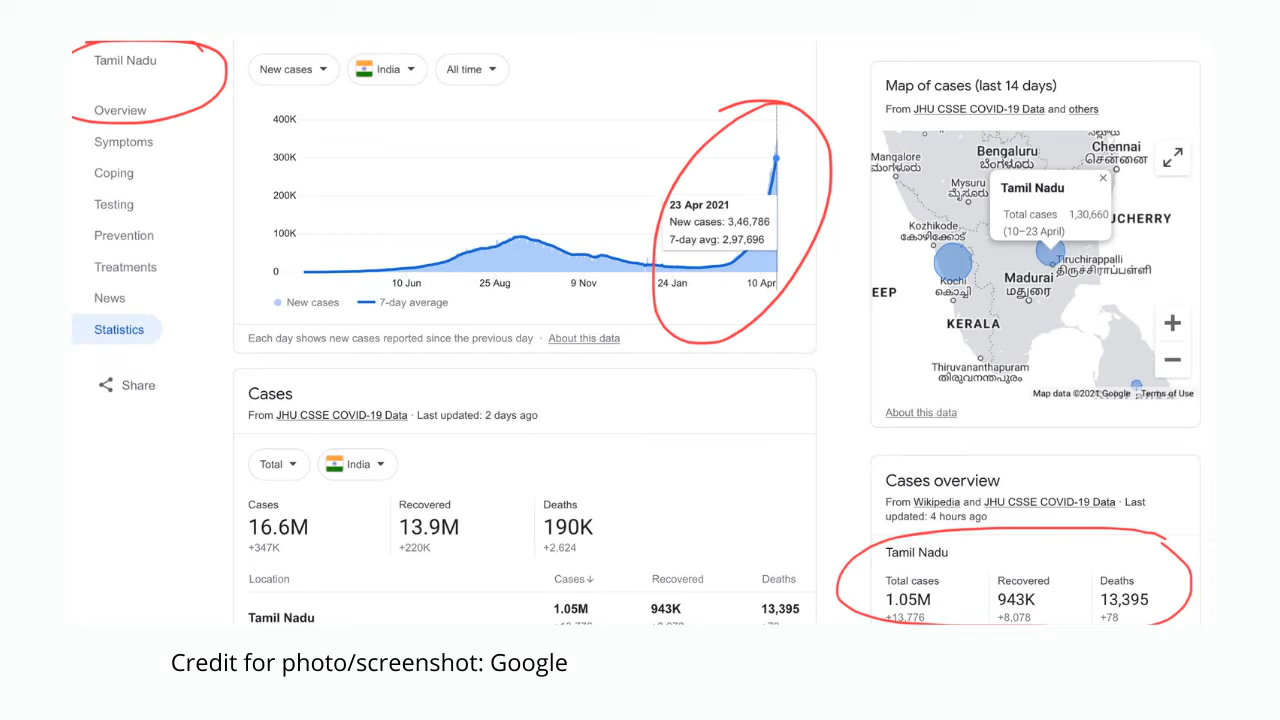 Tamil Nadu
Overview
Symptoms
Coping
Testing
Prevention
Treatments
News
Statistics
Share
New cases
India
All time
400K
300K
200K
100K
0
23 Apr 2021
New cases: 3,46,786
7-day avg: 2,97,696
10 Jun
25 Aug
9 Nov
24 Jan
10 Apr
New cases
7-day average
Each day shows new cases reported since the previous day · About this data
Cases
From JHU CSSE COVID-19 Data · Last updated: 2 days ago
Total
India
Cases
Recovered
Deaths
16.6M
13.9M
190K
+347K
+220K
+2,624
Location
Cases↓
Recovered
Deaths
Tamil Nadu
1.05M
943K
13,395
Map of cases (last 14 days)
From JHU CSSE COVID-19 Data and others
Bengaluru
ಬೆಂಗಳೂರು
Chennai
சென்னை
Mangalore
ಮಂಗಳೂರು
Mysuru
ಮೈಸೂರು
Tamil Nadu
Total cases 1,30,660
(10–23 April)
UCHERRY
Kozhikode
കോഴിക്കോട്
Tiruchirappalli
திருச்சிராப்பள்ளி
Kochi
കൊച്ചി
Madurai
மதுரை
EEP
KERALA
Thiruvananthapuram
തിരുവനന്തപുരം
Map data ©2021 Google
Terms of Use
About this data
Cases overview
From Wikipedia and JHU CSSE COVID-19 Data · Last
updated: 4 hours ago
Tamil Nadu
Total cases
Recovered
Deaths
1.05M
943K
13,395
+13,776
+8,078
+78
Credit for photo/screenshot: Google